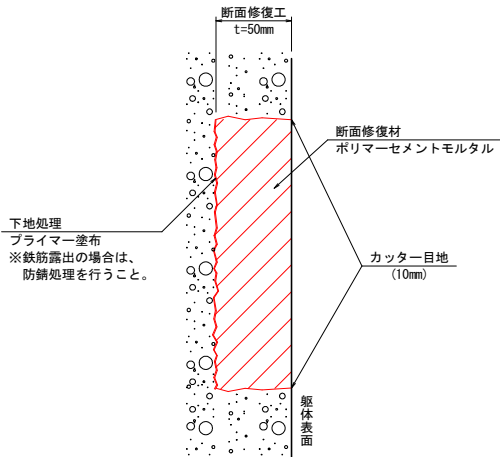 断面修復工
t=50mm
断面修復材
ポリマーセメントモルタル
下地処理
プライマー塗布
※鉄筋露出の場合は、
防錆処理を行うこと。
カッター目地
(10mm)
躯体表面